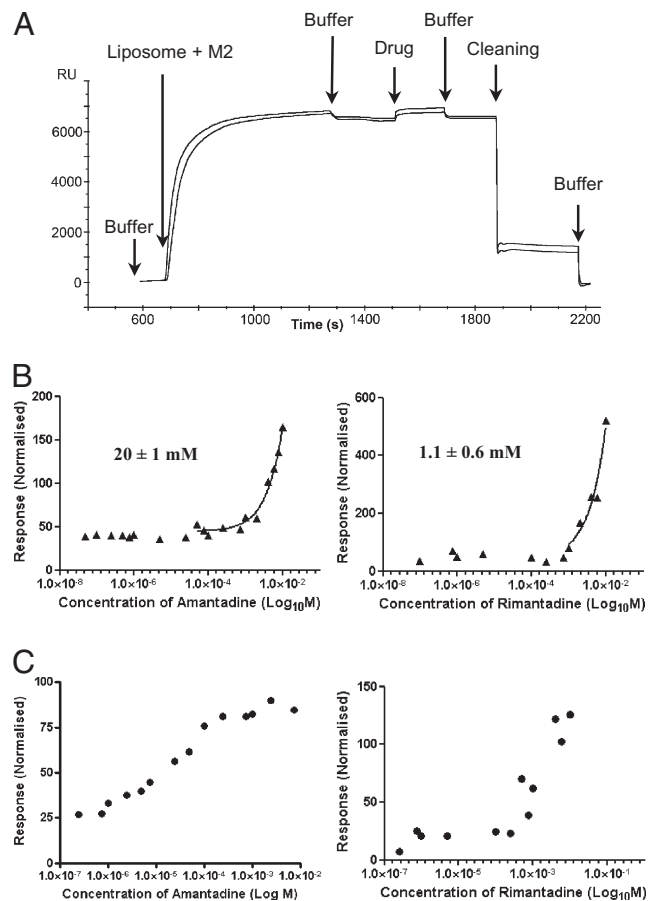 A
Buffer
Buffer
Liposome + M2
Drug
Cleaning
RU
6000
4000
2000
0
Buffer
Buffer
600
1000
1400
1800
2200
Time (s)
B
200
150
100
50
0
Response (Normalised)
20 ± 1 mM
1.0×10⁻⁸
1.0×10⁻⁶
1.0×10⁻⁴
1.0×10⁻²
Concentration of Amantadine (Log₁₀M)
600
400
200
0
Response (Normalised)
1.1 ± 0.6 mM
1.0×10⁻⁸
1.0×10⁻⁶
1.0×10⁻⁴
1.0×10⁻²
Concentration of Rimantadine (Log₁₀M)
C
100
75
50
25
0
Response (Normalised)
1.0×10⁻⁷
1.0×10⁻⁶
1.0×10⁻⁵
1.0×10⁻⁴
1.0×10⁻³
1.0×10⁻²
Concentration of Amantadine (Log M)
150
100
50
0
Response (Normalised)
1.0×10⁻⁷
1.0×10⁻⁵
1.0×10⁻³
1.0×10⁻¹
Concentration of Rimantadine (Log₁₀M)